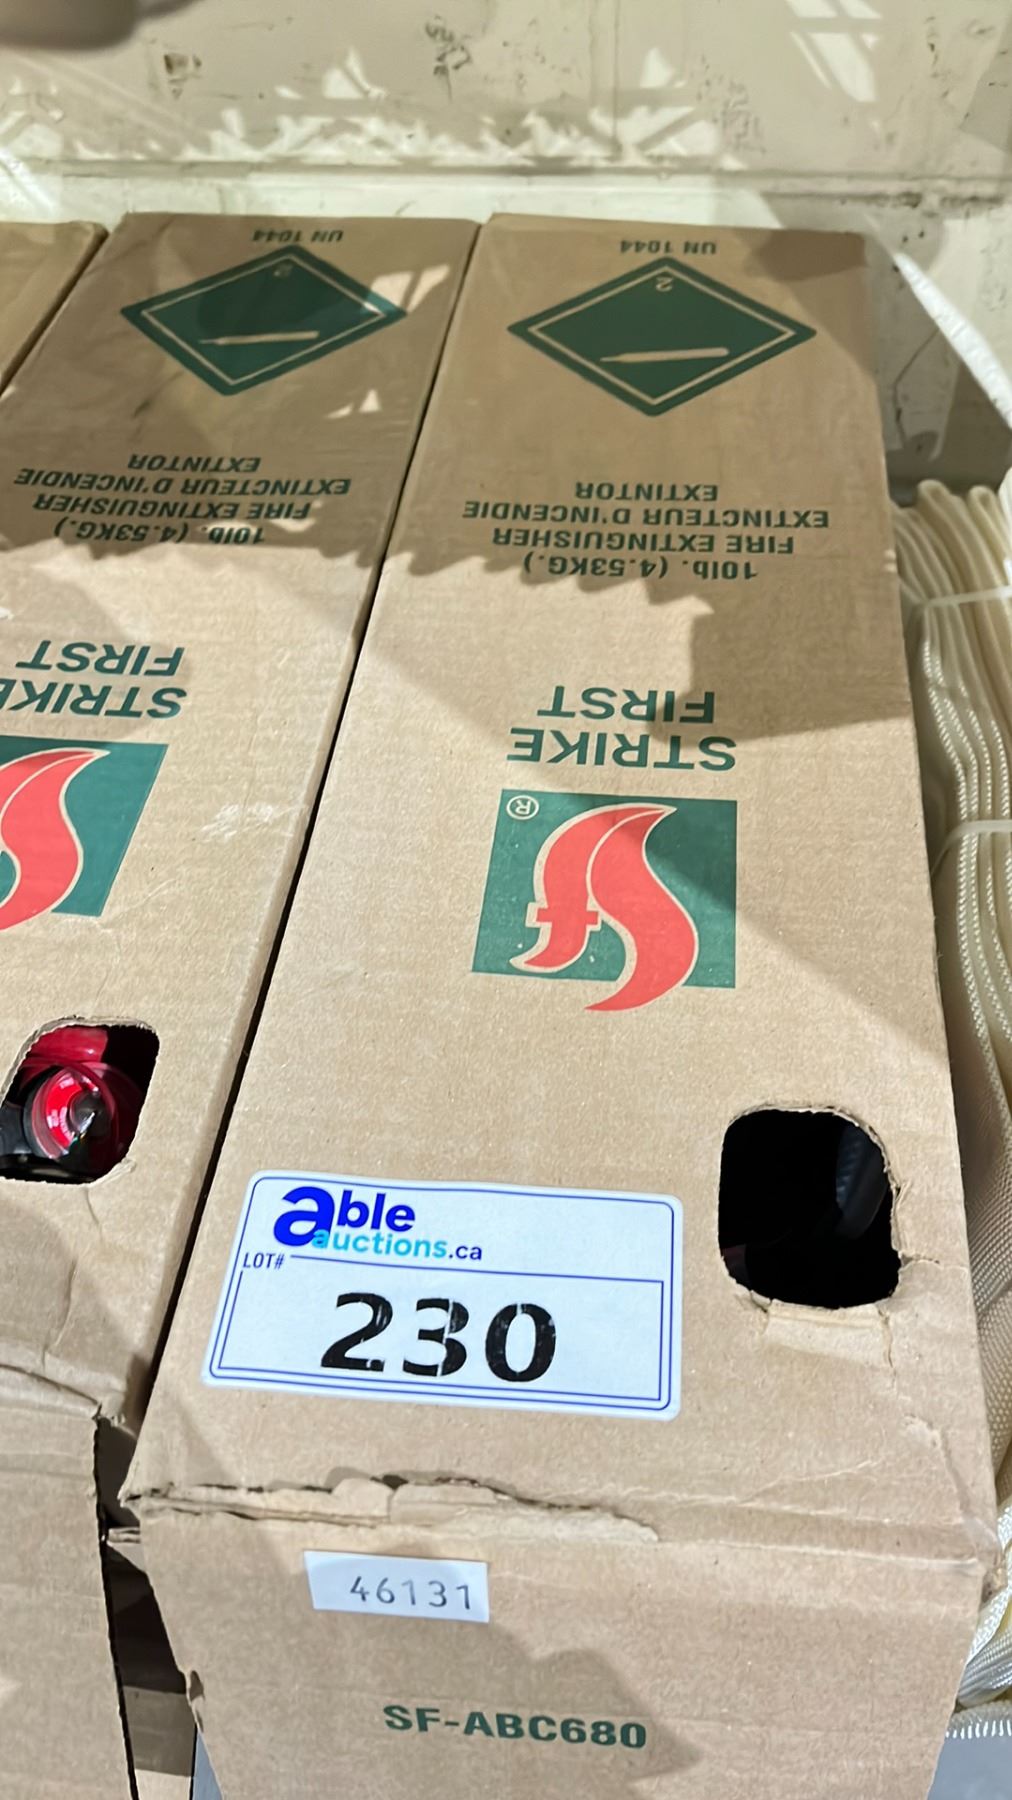 UN 1044
2
EXTINTOR
EXTINCTEUR D'INCENDIE
FIRE EXTINGUISHER
10lb. (4.53KG.)
FIRST
STRIKE
UN 1044
2
EXTINTOR
EXTINCTEUR D'INCENDIE
FIRE EXTINGUISHER
10lb. (4.53KG.)
STRIKE
FIRST
®
sf
able
auctions.ca
LOT#
230
46131
SF-ABC680